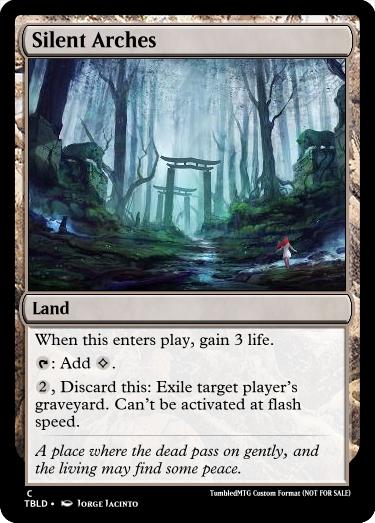 Silent Arches
Land
When this enters play, gain 3 life.
: Add .
2, Discard this: Exile target player's
graveyard. Can't be activated at flash
speed.
A place where the dead pass on gently, and
the living may find some peace.
C
TBLD • Jorge Jacinto
TumbledMTG Custom Format (NOT FOR SALE)